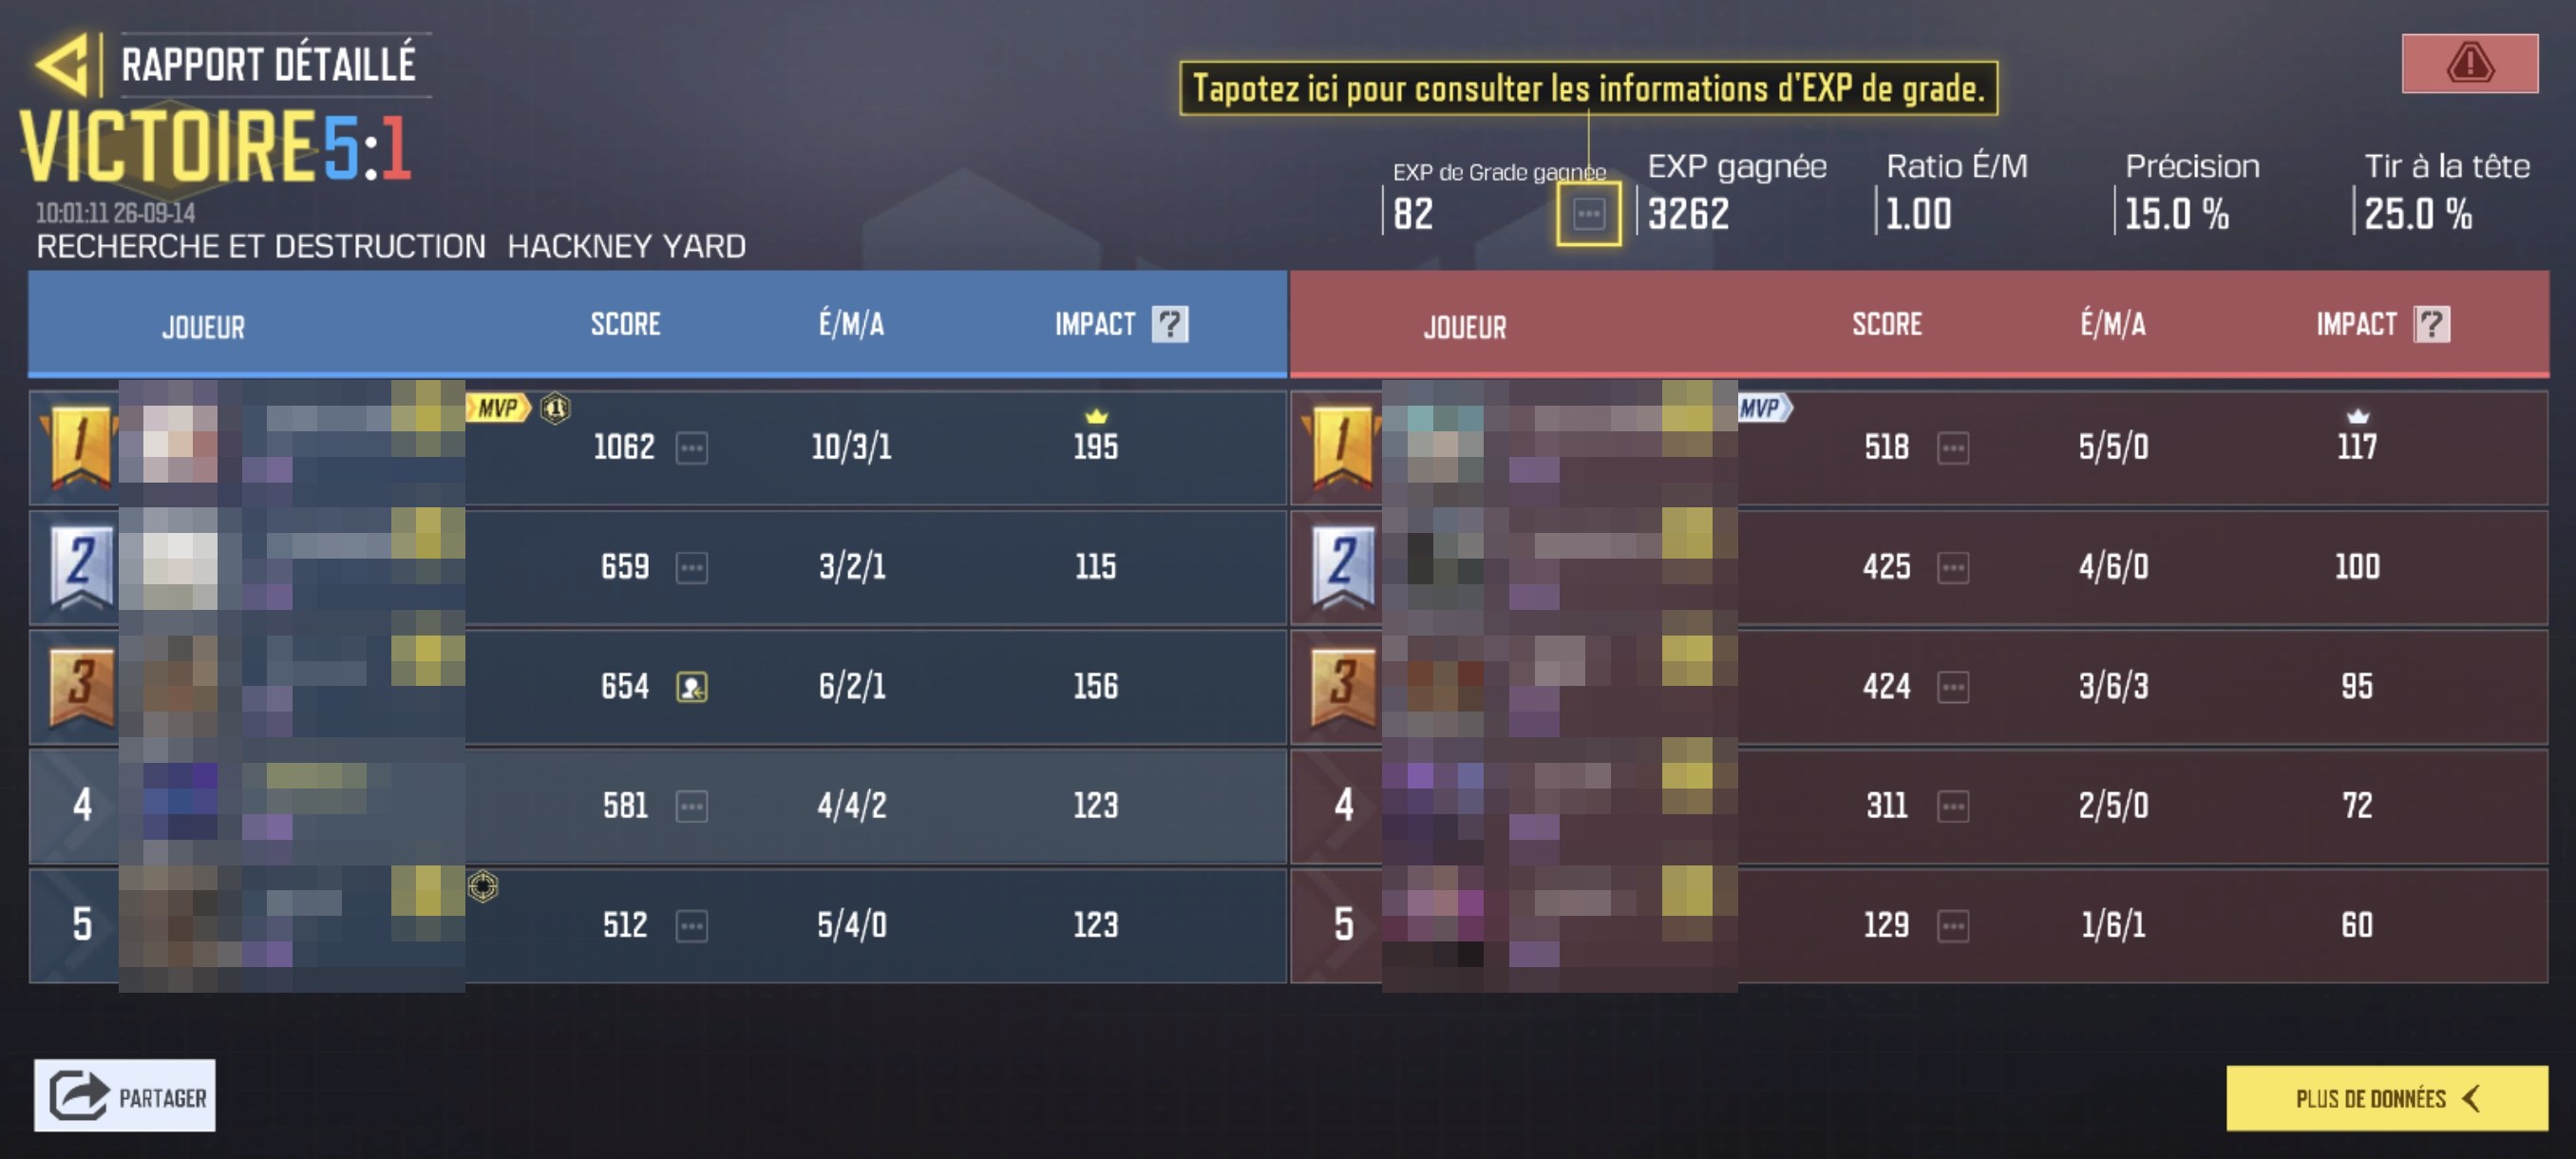 RAPPORT DÉTAILLÉ
Tapotez ici pour consulter les informations d'EXP de grade.
VICTOIRE 5:1
10:01:11 26-09-14
RECHERCHE ET DESTRUCTION HACKNEY YARD
EXP de Grade gagnée
82
EXP gagnée
3262
Ratio É/M
1.00
Précision
15.0 %
Tir à la tête
25.0 %
JOUEUR SCORE É/M/A IMPACT ?
1 MVP 1 1062 10/3/1 195
2 659 3/2/1 115
3 654 6/2/1 156
4 581 4/4/2 123
5 512 5/4/0 123
JOUEUR SCORE É/M/A IMPACT ?
1 MVP 518 5/5/0 117
2 425 4/6/0 100
3 424 3/6/3 95
4 311 2/5/0 72
5 129 1/6/1 60
PARTAGER
PLUS DE DONNÉES